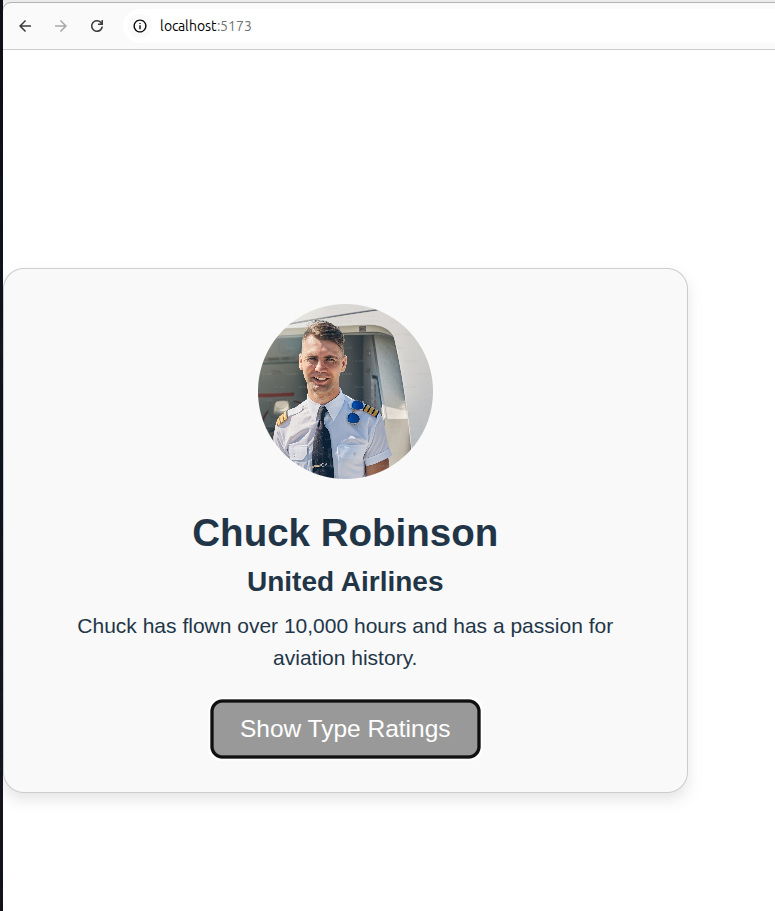 localhost:5173
Chuck Robinson
United Airlines
Chuck has flown over 10,000 hours and has a passion for
aviation history.
Show Type Ratings